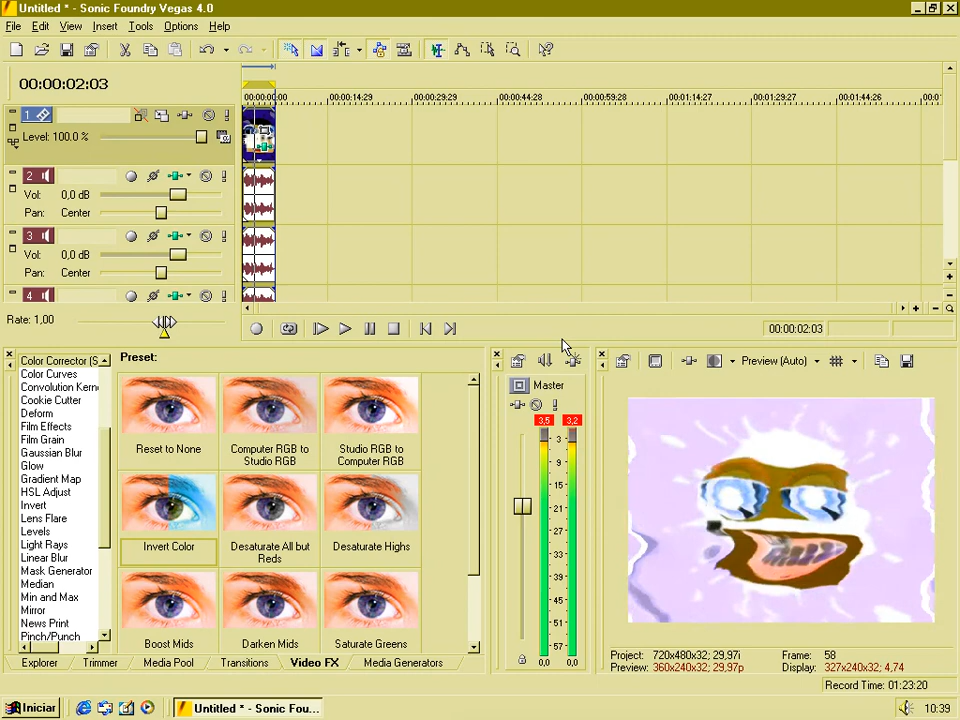 Untitled * - Sonic Foundry Vegas 4.0
File Edit View Insert Tools Options Help
00:00:02:03
00:00:00:00 00:00:14:29 00:00:29:29 00:00:44:28 00:00:59:28 00:01:14:27 00:01:29:27 00:01:44:26 00:0
1
Level: 100.0 %
2
Vol: 0,0 dB
Pan: Center
3
Vol: 0,0 dB
Pan: Center
4
Rate: 1,00
00:00:02:03
Color Corrector (S
Color Curves
Convolution Kern
Cookie Cutter
Deform
Film Effects
Film Grain
Gaussian Blur
Glow
Gradient Map
HSL Adjust
Invert
Lens Flare
Levels
Light Rays
Linear Blur
Mask Generator
Median
Min and Max
Mirror
News Print
Pinch/Punch
Preset:
Reset to None
Computer RGB to
Studio RGB
Studio RGB to
Computer RGB
Invert Color
Desaturate All but
Reds
Desaturate Highs
Boost Mids
Darken Mids
Saturate Greens
Explorer Trimmer Media Pool Transitions Video FX Media Generators
Master
3,5 3,2
3
9
15
21
27
33
39
45
51
57
0,0 0,0
Preview (Auto)
Project: 720x480x32; 29,97i
Preview: 360x240x32; 29,97p
Frame: 58
Display: 327x240x32; 4,74
Record Time: 01:23:20
Iniciar
Untitled * - Sonic Fou...
10:39